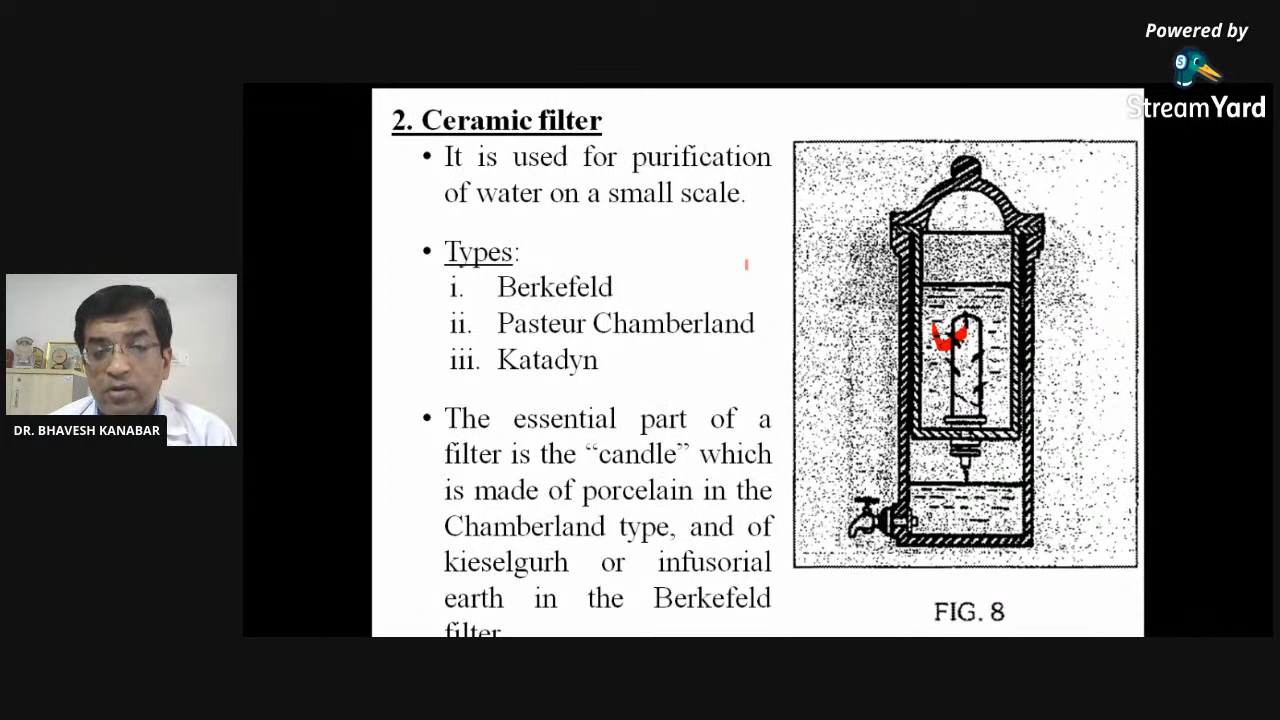 Powered by
StreamYard
2. Ceramic filter
• It is used for purification
of water on a small scale.
• Types:
i. Berkefeld
ii. Pasteur Chamberland
iii. Katadyn
• The essential part of a
filter is the “candle” which
is made of porcelain in the
Chamberland type, and of
kieselgurh or infusorial
earth in the Berkefeld
filter
FIG. 8
DR. BHAVESH KANABAR